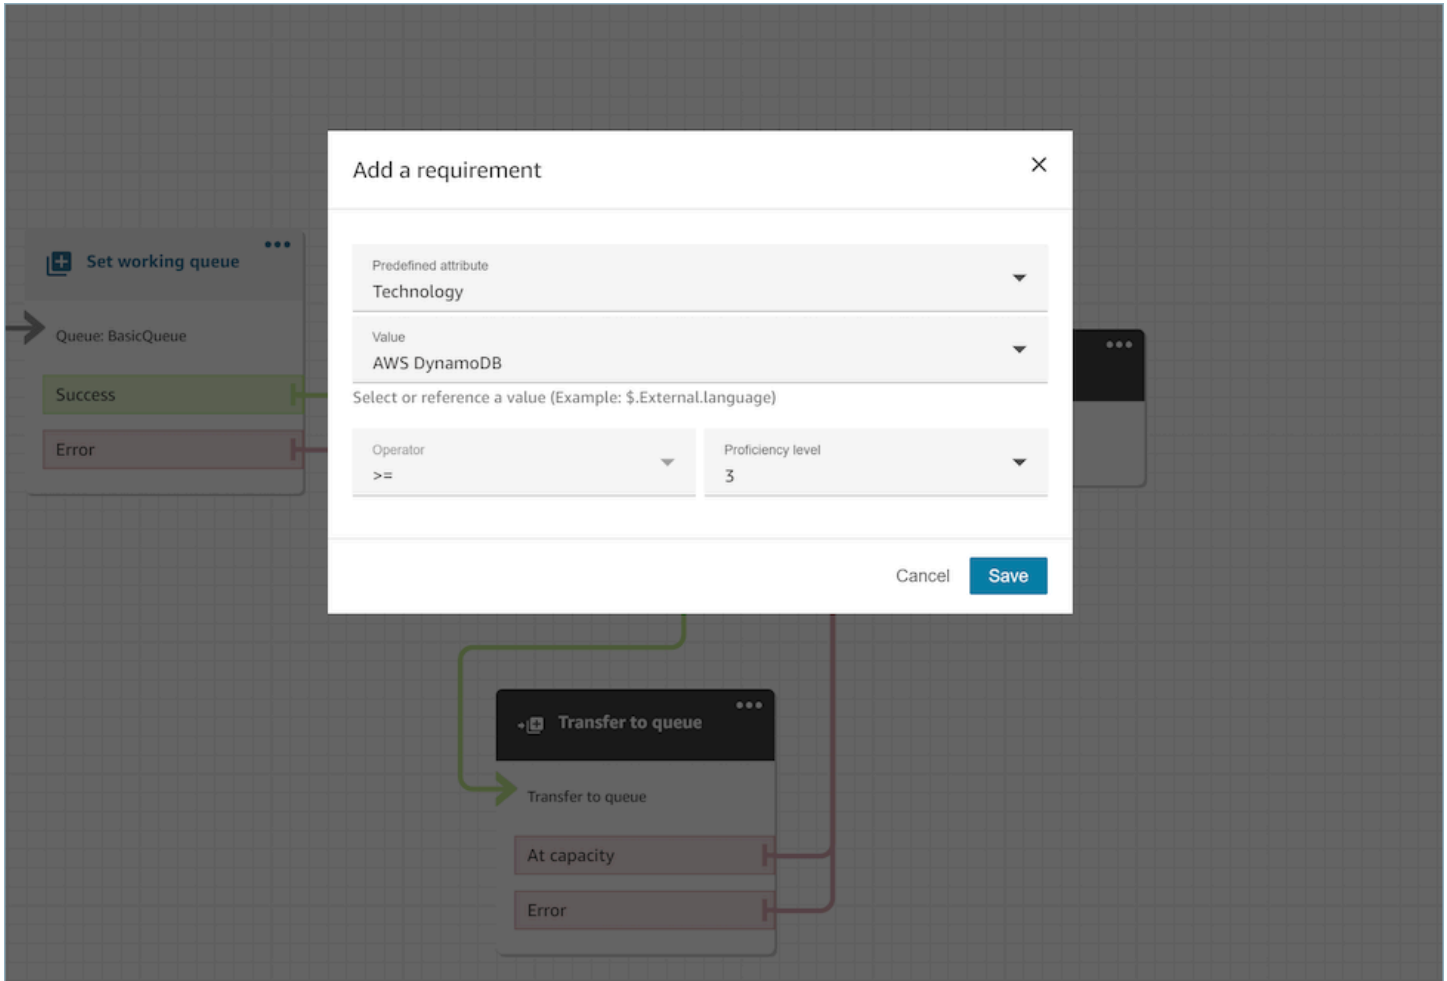 Add a requirement
Predefined attribute
Technology
Value
AWS DynamoDB
Select or reference a value (Example: $.External.language)
Operator
>=
Proficiency level
3
Cancel
Save
Set working queue
Queue: BasicQueue
Success
Error
Transfer to queue
Transfer to queue
At capacity
Error